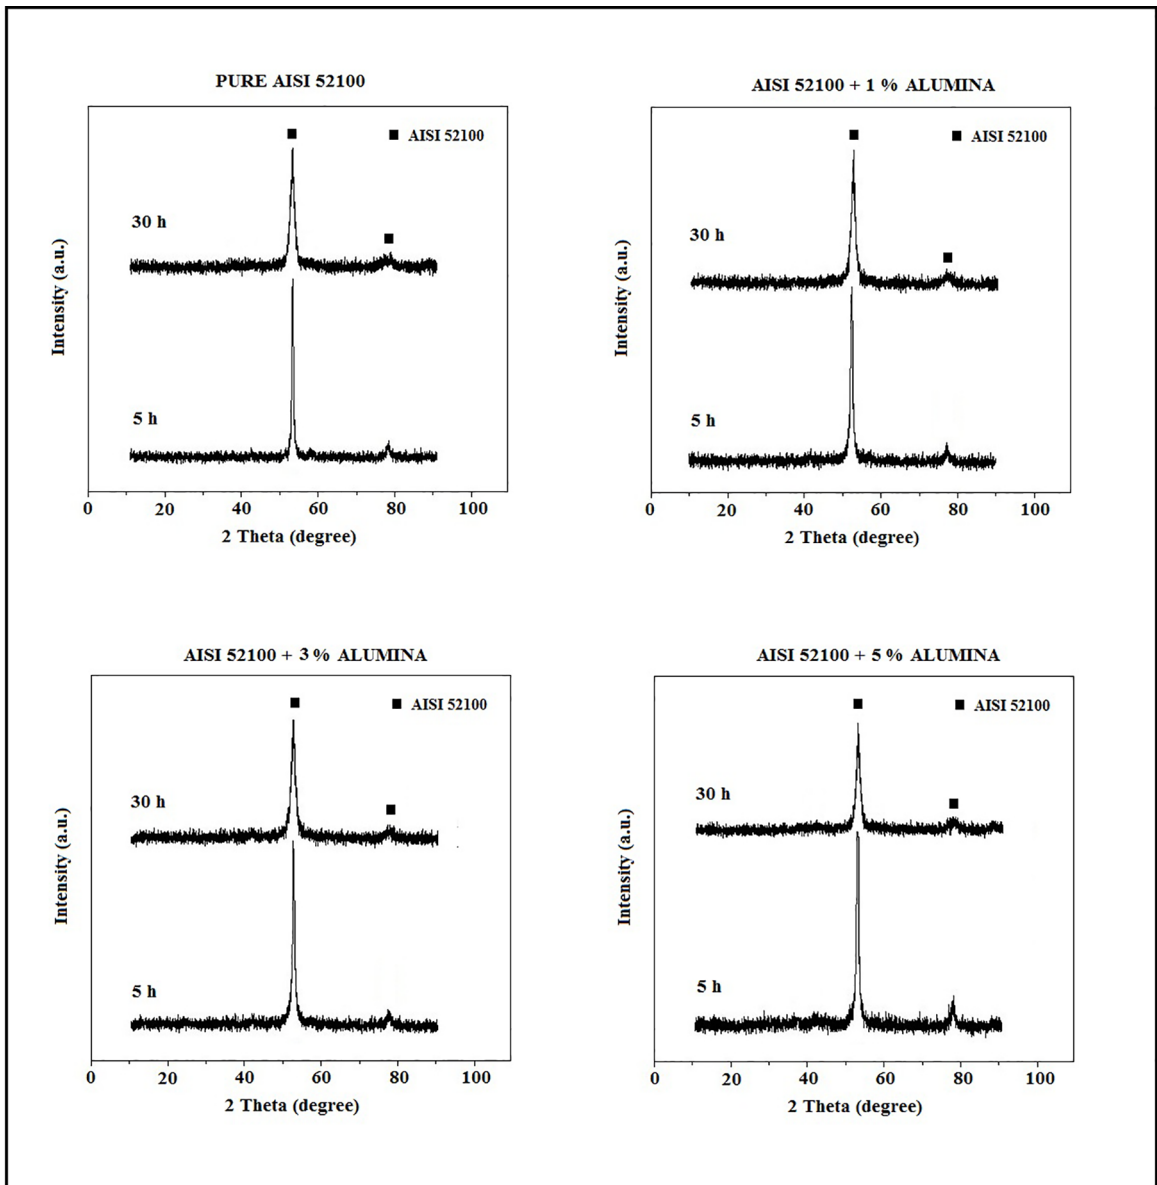 PURE AISI 52100
AISI 52100
30 h
5 h
Intensity (a.u.)
0 20 40 60 80 100
2 Theta (degree)
AISI 52100 + 1 % ALUMINA
AISI 52100
30 h
5 h
Intensity (a.u.)
0 20 40 60 80 100
2 Theta (degree)
AISI 52100 + 3 % ALUMINA
AISI 52100
30 h
5 h
Intensity (a.u.)
0 20 40 60 80 100
2 Theta (degree)
AISI 52100 + 5 % ALUMINA
AISI 52100
30 h
5 h
Intensity (a.u.)
0 20 40 60 80 100
2 Theta (degree)